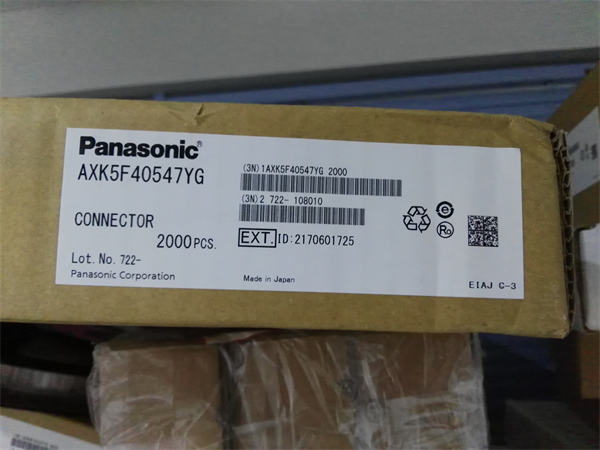 Panasonic®
AXK5F40547YG
CONNECTOR
2000PCS.
Lot. No. 722-
Panasonic Corporation
(3N)1AXK5F40547YG 2000
(3N)2 722- 108010
EXT. ID:2170601725
Made in Japan
e
Ro
EIAJ C-3